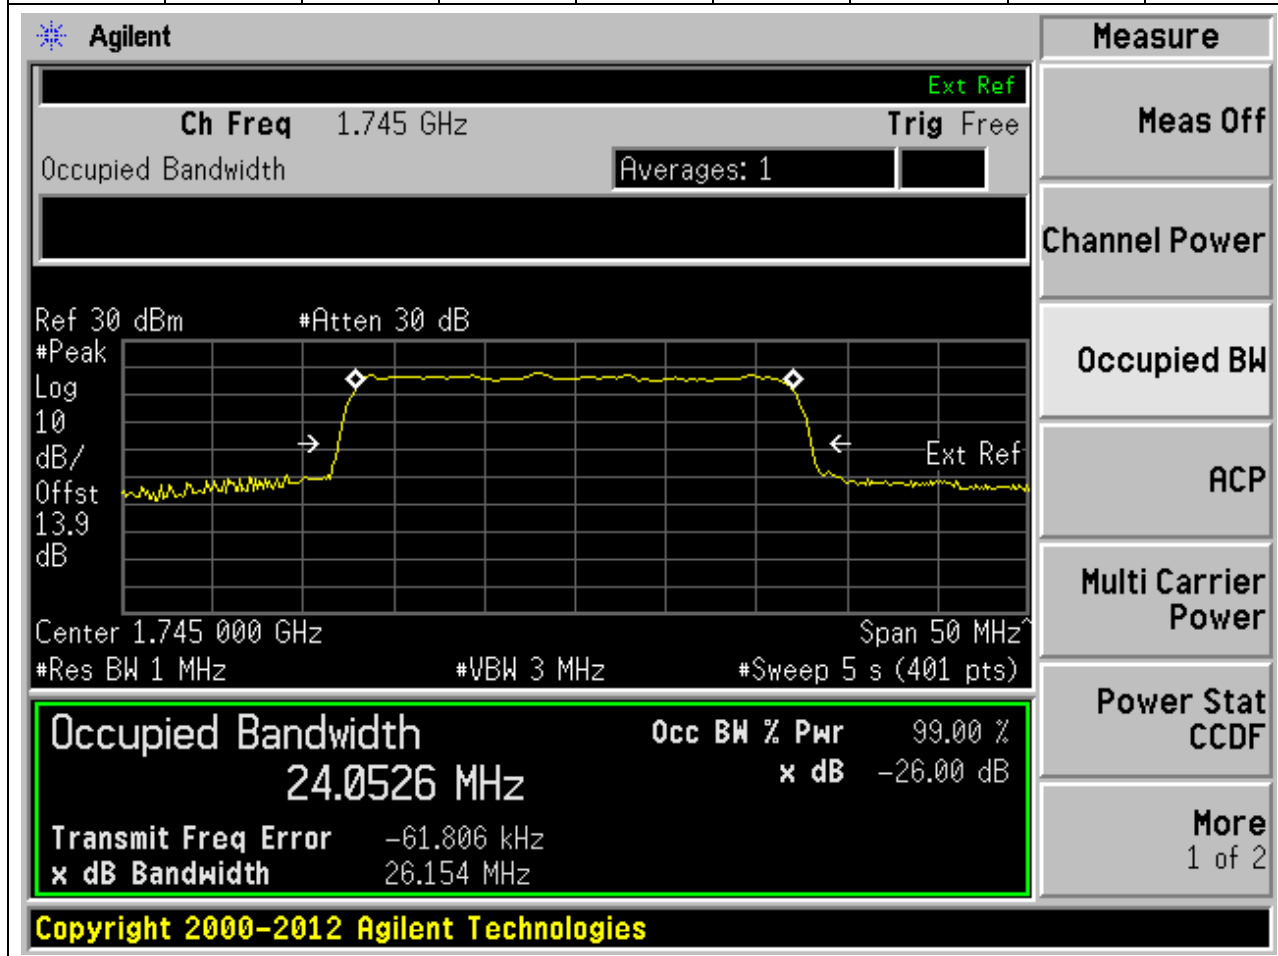 Agilent
Measure
Ext Ref
Ch Freq 1.745 GHz Trig Free
Occupied Bandwidth Averages: 1
Meas Off
Channel Power
Occupied BW
ACP
Multi Carrier
Power
Power Stat
CCDF
More
1 of 2
Ref 30 dBm #Atten 30 dB
#Peak
Log
10
dB/
Offst
13.9
dB
Ext Ref
Center 1.745 000 GHz Span 50 MHz^
#Res BW 1 MHz #VBW 3 MHz #Sweep 5 s (401 pts)
Occupied Bandwidth
24.0526 MHz
Occ BW % Pwr 99.00 %
x dB -26.00 dB
Transmit Freq Error -61.806 kHz
x dB Bandwidth 26.154 MHz
Copyright 2000-2012 Agilent Technologies